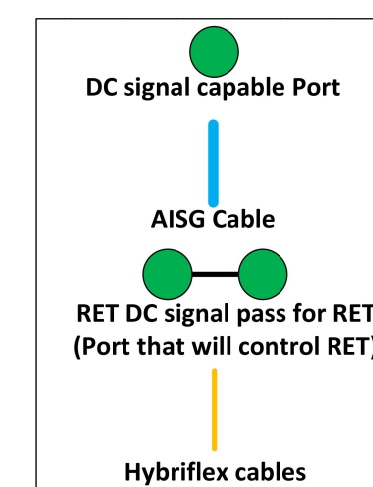 DC signal capable Port
AISG Cable
RET DC signal pass for RET
(Port that will control RET)
Hybriflex cables